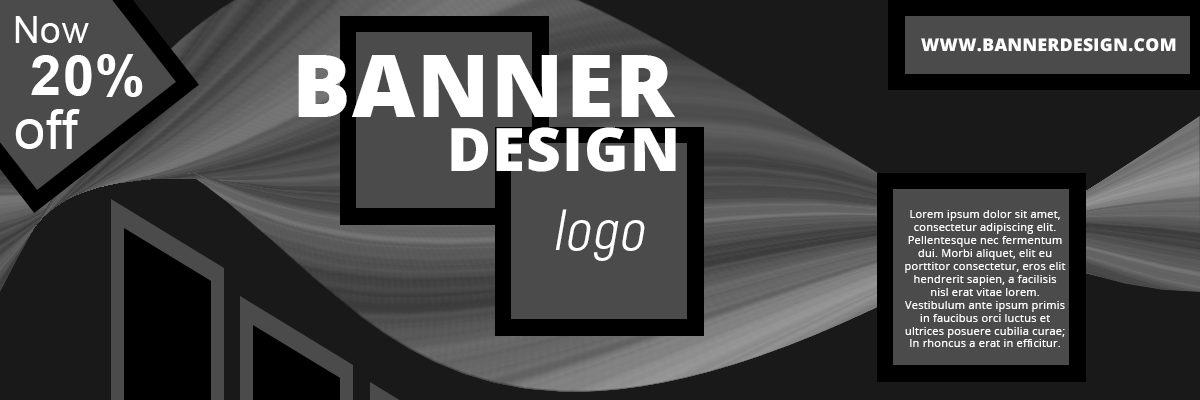 Now
20%
off
BANNER
DESIGN
logo
WWW.BANNERDESIGN.COM
Lorem ipsum dolor sit amet,
consectetur adipiscing elit.
Pellentesque nec fermentum
dui. Morbi aliquet, elit eu
porttitor consectetur, eros elit
hendrerit sapien, a facilisis
nisl erat vitae lorem.
Vestibulum ante ipsum primis
in faucibus orci luctus et
ultrices posuere cubilia curae;
In rhoncus a erat in efficitur.